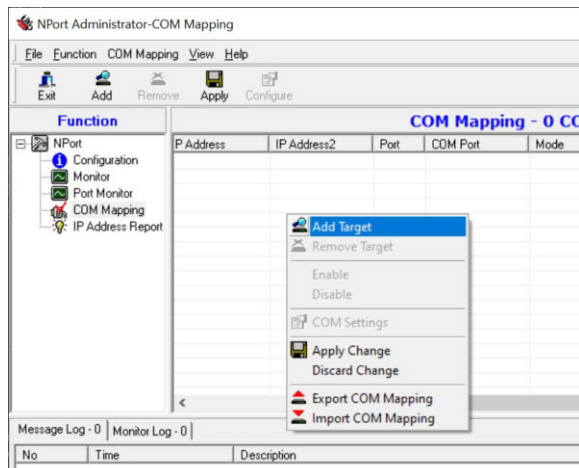 NPort Administrator-COM Mapping
File Function COM Mapping View Help
Exit Add Remove Apply Configure
Function
COM Mapping - 0 CO
NPort
Configuration
Monitor
Port Monitor
COM Mapping
IP Address Report
P Address IP Address2 Port COM Port Mode
Add Target
Remove Target
Enable
Disable
COM Settings
Apply Change
Discard Change
Export COM Mapping
Import COM Mapping
Message Log - 0 Monitor Log - 0
No Time Description